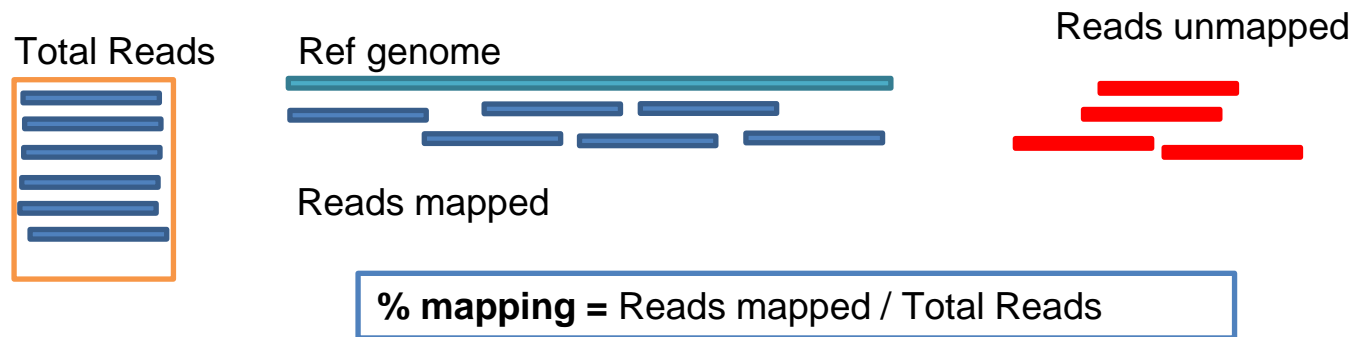 Total Reads
Ref genome
Reads unmapped
Reads mapped
% mapping = Reads mapped / Total Reads